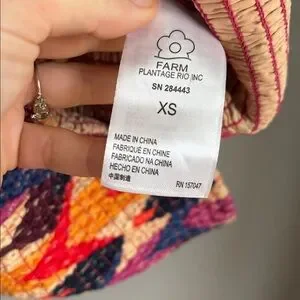 FARM
PLANTAGE RIO, INC
SN 284443
XS
MADE IN CHINA
FABRIQUÉ EN CHINE
FABRICADO NA CHINA
HECHO EN CHINA
中国制造
RN 157047